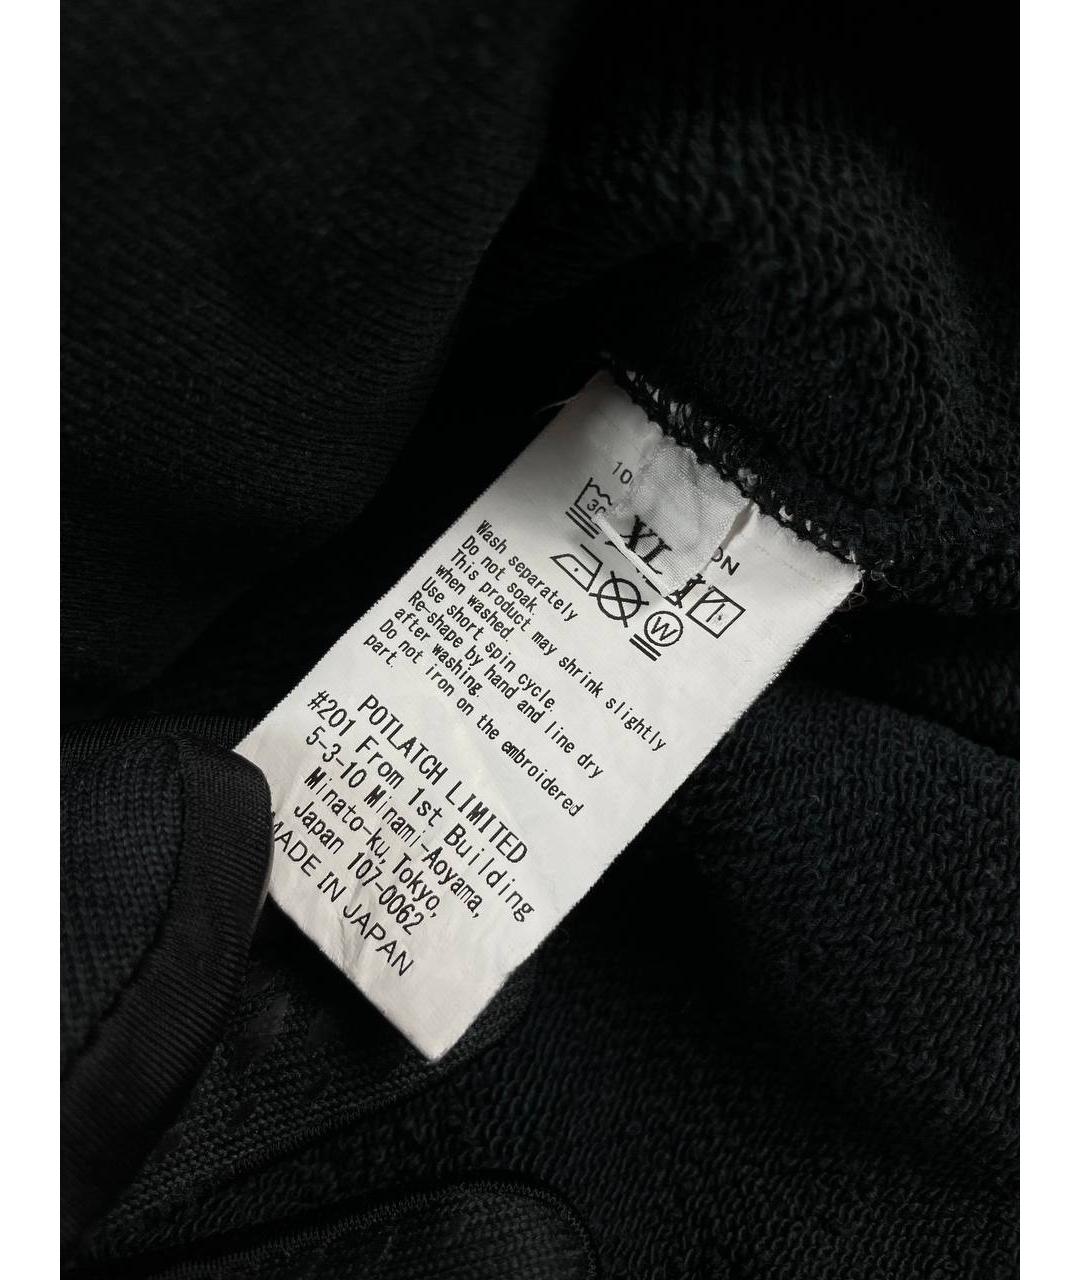 XL
30
W
Wash separately
Do not soak.
This product may shrink slightly
when washed.
Use short spin cycle.
Re-shape by hand and line dry
after washing.
Do not iron on the embroidered
part.
POTLATCH LIMITED
#201 From 1st Building
5-3-10 Minami-Aoyama,
Minato-ku, Tokyo,
Japan 107-0062
MADE IN JAPAN